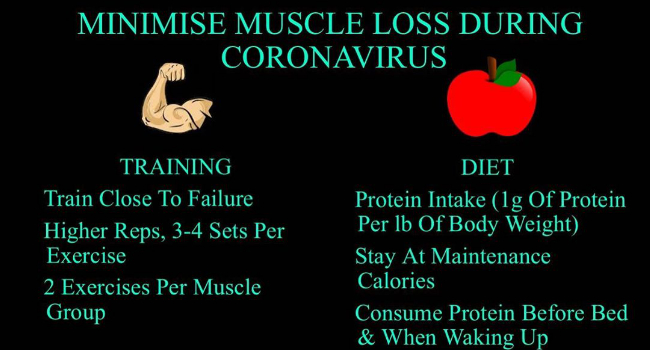 MINIMISE MUSCLE LOSS DURING
CORONAVIRUS
TRAINING
Train Close To Failure
Higher Reps, 3-4 Sets Per
Exercise
2 Exercises Per Muscle
Group
DIET
Protein Intake (1g Of Protein
Per lb Of Body Weight)
Stay At Maintenance
Calories
Consume Protein Before Bed
& When Waking Up